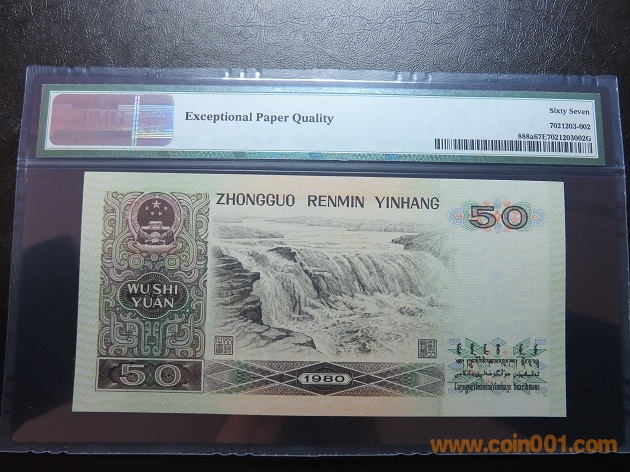 PMG
Exceptional Paper Quality
Sixty Seven
7021203-002
888a67E7021203002G
ZHONGGUO RENMIN YINHANG
50
WU SHI
YUAN
50
1980
www.coin001.com